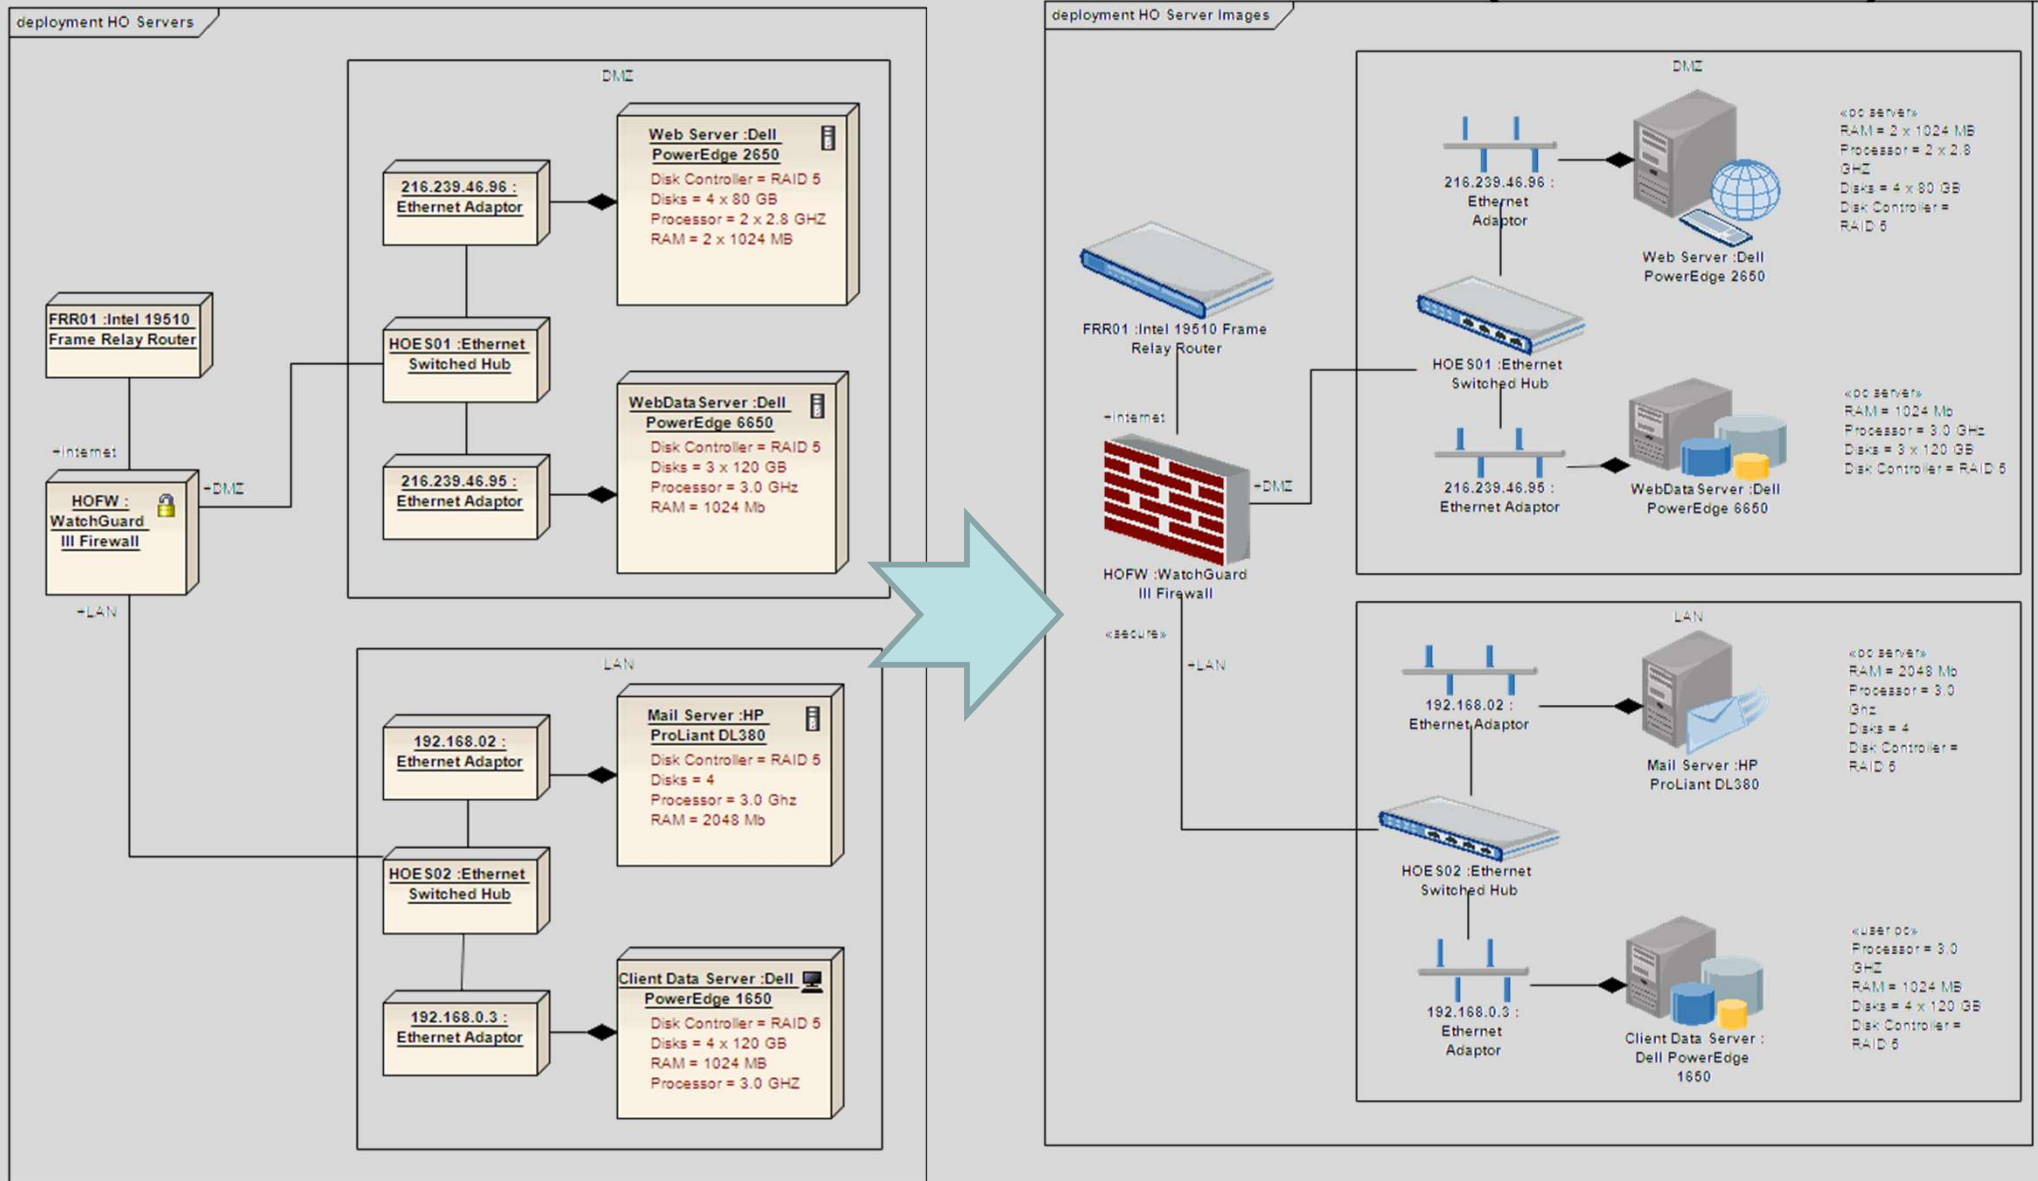 deployment HO Servers
DMZ
Web Server :Dell
PowerEdge 2650
Disk Controller = RAID 5
Disks = 4 x 80 GB
Processor = 2 x 2.8 GHZ
RAM = 2 x 1024 MB
216.239.46.96 :
Ethernet Adaptor
FRR01 :Intel 19510
Frame Relay Router
HOES01 :Ethernet
Switched Hub
WebDataServer :Dell
PowerEdge 6650
Disk Controller = RAID 5
Disks = 3 x 120 GB
Processor = 3.0 GHz
RAM = 1024 Mb
+Internet
HOFW :
WatchGuard
III Firewall
+DMZ
216.239.46.95 :
Ethernet Adaptor
+LAN
LAN
Mail Server :HP
ProLiant DL380
Disk Controller = RAID 5
Disks = 4
Processor = 3.0 Ghz
RAM = 2048 Mb
192.168.02 :
Ethernet Adaptor
HOES02 :Ethernet
Switched Hub
Client Data Server :Dell
PowerEdge 1650
Disk Controller = RAID 5
Disks = 4 x 120 GB
RAM = 1024 MB
Processor = 3.0 GHZ
192.168.0.3 :
Ethernet Adaptor
deployment HO Server Images
DMZ
«pc server»
RAM = 2 x 1024 MB
Processor = 2 x 2.8
GHZ
Disks = 4 x 80 GB
Disk Controller =
RAID 5
216.239.46.96 :
Ethernet
Adaptor
Web Server :Dell
PowerEdge 2650
FRR01 :Intel 19510 Frame
Relay Router
HOES01 :Ethernet
Switched Hub
«pc server»
RAM = 1024 Mb
Processor = 3.0 GHz
Disks = 3 x 120 GB
Disk Controller = RAID 5
+Internet
+DMZ
216.239.46.95 :
Ethernet Adaptor
WebDataServer :Dell
PowerEdge 6650
HOFW :WatchGuard
III Firewall
«secure»
+LAN
LAN
«pc server»
RAM = 2048 Mb
Processor = 3.0
Ghz
Disks = 4
Disk Controller =
RAID 5
192.168.02 :
Ethernet Adaptor
Mail Server :HP
ProLiant DL380
HOES02 :Ethernet
Switched Hub
«user pc»
Processor = 3.0
GHZ
RAM = 1024 MB
Disks = 4 x 120 GB
Disk Controller =
RAID 5
192.168.0.3 :
Ethernet
Adaptor
Client Data Server :
Dell PowerEdge
1650